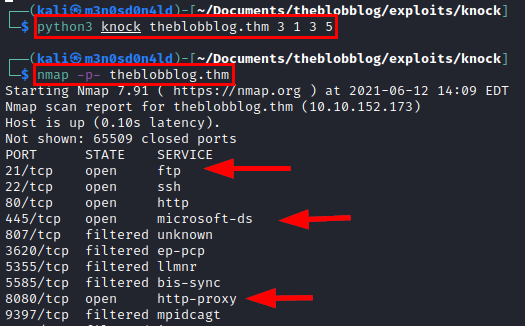 ┌──(kali㉿m3n0sd0n4ld)-[~/Documents/theblobblog/exploits/knock]
└─$ python3 knock theblobblog.thm 3 1 3 5
┌──(kali㉿m3n0sd0n4ld)-[~/Documents/theblobblog/exploits/knock]
└─$ nmap -p- theblobblog.thm
Starting Nmap 7.91 ( https://nmap.org ) at 2021-06-12 14:09 EDT
Nmap scan report for theblobblog.thm (10.10.152.173)
Host is up (0.10s latency).
Not shown: 65509 closed ports
PORT STATE SERVICE
21/tcp open ftp
22/tcp open ssh
80/tcp open http
445/tcp open microsoft-ds
807/tcp filtered unknown
3620/tcp filtered ep-pcp
5355/tcp filtered llmnr
5585/tcp filtered bis-sync
8080/tcp open http-proxy
9397/tcp filtered mpidcagt